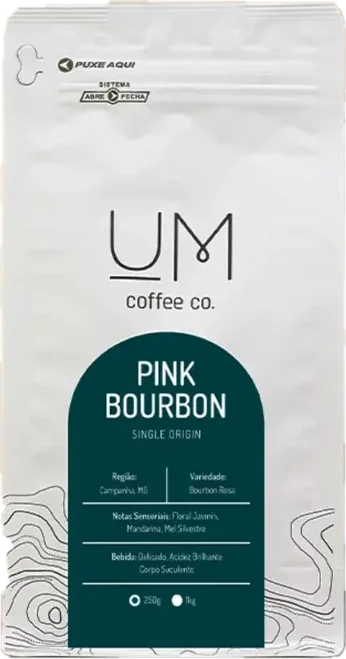 PUXE AQUI
SISTEMA
ABRE FECHA
UM
coffee co.
PINK
BOURBON
SINGLE ORIGIN
Região: Variedade:
Campanha, MG Bourbon Rosa
Notas Sensoriais: Floral Jasmin,
Mandarina, Mel Silvestre
Bebida: Delicado, Acidez Brilhante
Corpo Suculento
250g 1kg